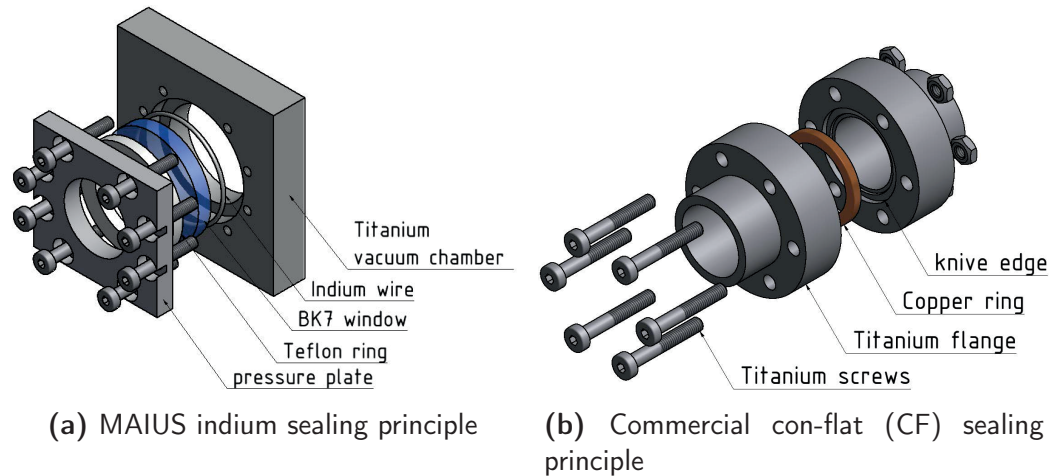 Titanium
vacuum chamber
Indium wire
BK7 window
Teflon ring
pressure plate
knive edge
Copper ring
Titanium flange
Titanium screws
(a) MAIUS indium sealing principle
(b) Commercial con-flat (CF) sealing
principle